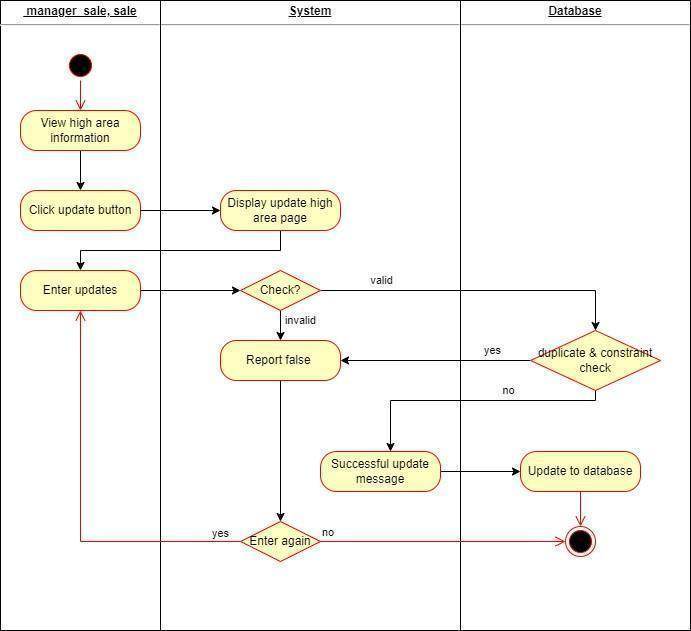 manager_sale, sale
System
Database
View high area
information
Click update button
Display update high
area page
Enter updates
Check?
valid
invalid
Report false
yes
duplicate & constraint
check
no
Successful update
message
Update to database
yes
Enter again
no